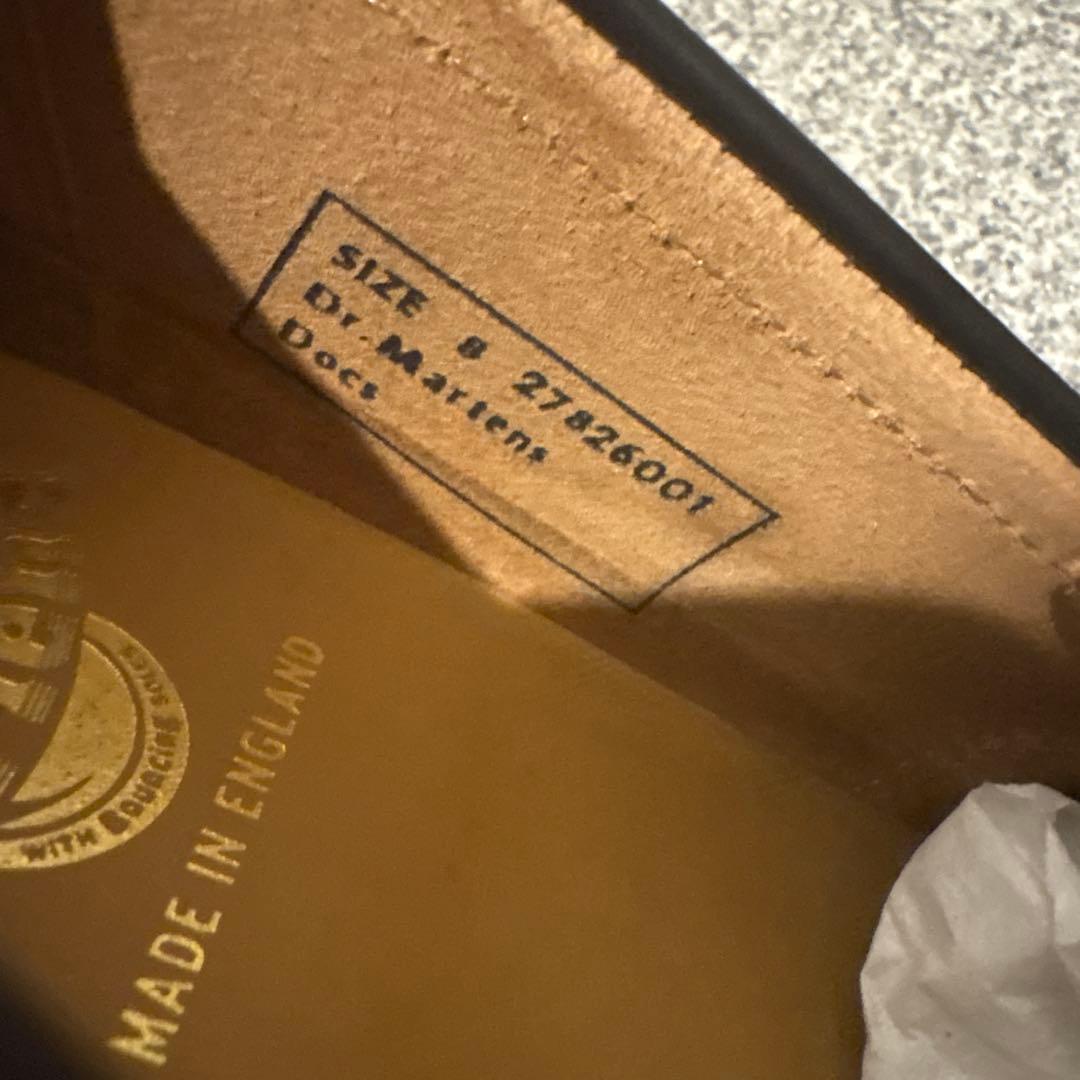 SIZE 8 27826001
Dr. Martens
Docs
WITH BOUNCING SOLES
MADE IN ENGLAND